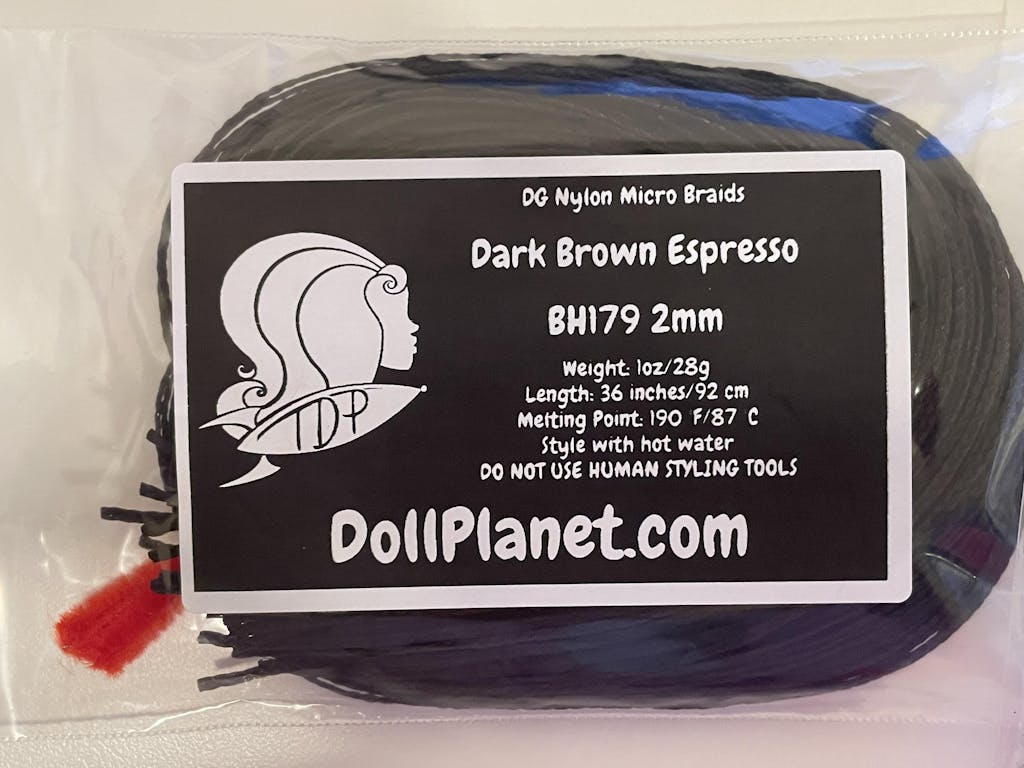 DG Nylon Micro Braids
Dark Brown Espresso
BH179 2mm
Weight: 1oz/28g
Length: 36 inches/92 cm
Melting Point: 190 F/87 C
Style with hot water
DO NOT USE HUMAN STYLING TOOLS
TDP
DollPlanet.com